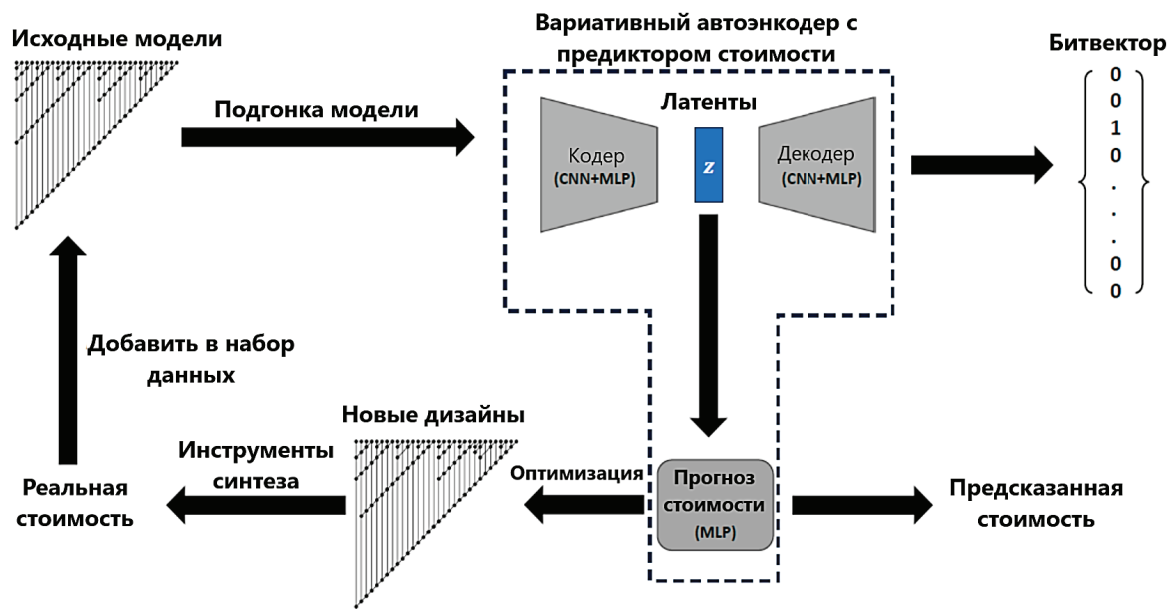 Исходные модели
Вариативный автоэнкодер с
предиктором стоимости
Битвектор
Подгонка модели
Латенты
Кодер
(CNN+MLP)
z
Декодер
(CNN+MLP)
0
0
1
0
.
.
.
0
0
Добавить в набор
данных
Новые дизайны
Инструменты
синтеза
Реальная
стоимость
Оптимизация
Прогноз
стоимости
(MLP)
Предсказанная
стоимость